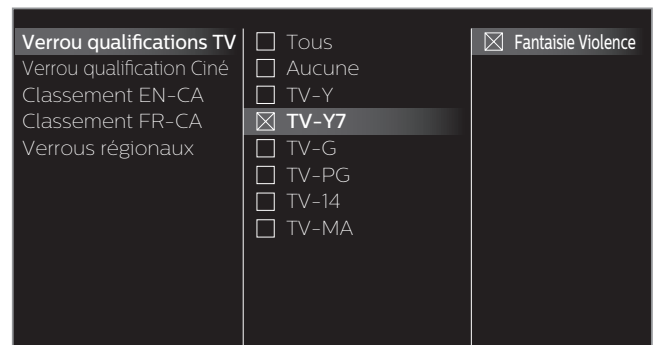 Verrou qualifications TV
Verrou qualification Ciné
Classement EN-CA
Classement FR-CA
Verrous régionaux
Tous
Aucune
TV-Y
TV-Y7
TV-G
TV-PG
TV-14
TV-MA
Fantaisie Violence